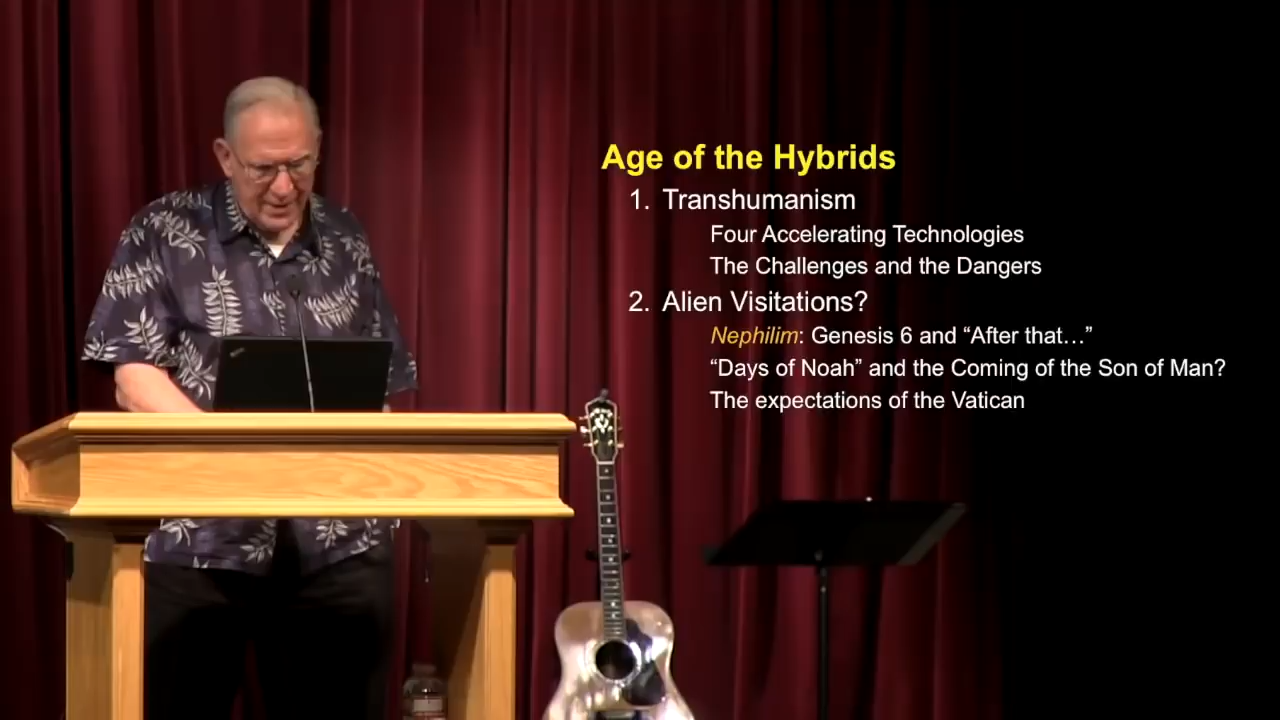 Age of the Hybrids
1. Transhumanism
Four Accelerating Technologies
The Challenges and the Dangers
2. Alien Visitations?
Nephilim: Genesis 6 and “After that…”
“Days of Noah” and the Coming of the Son of Man?
The expectations of the Vatican